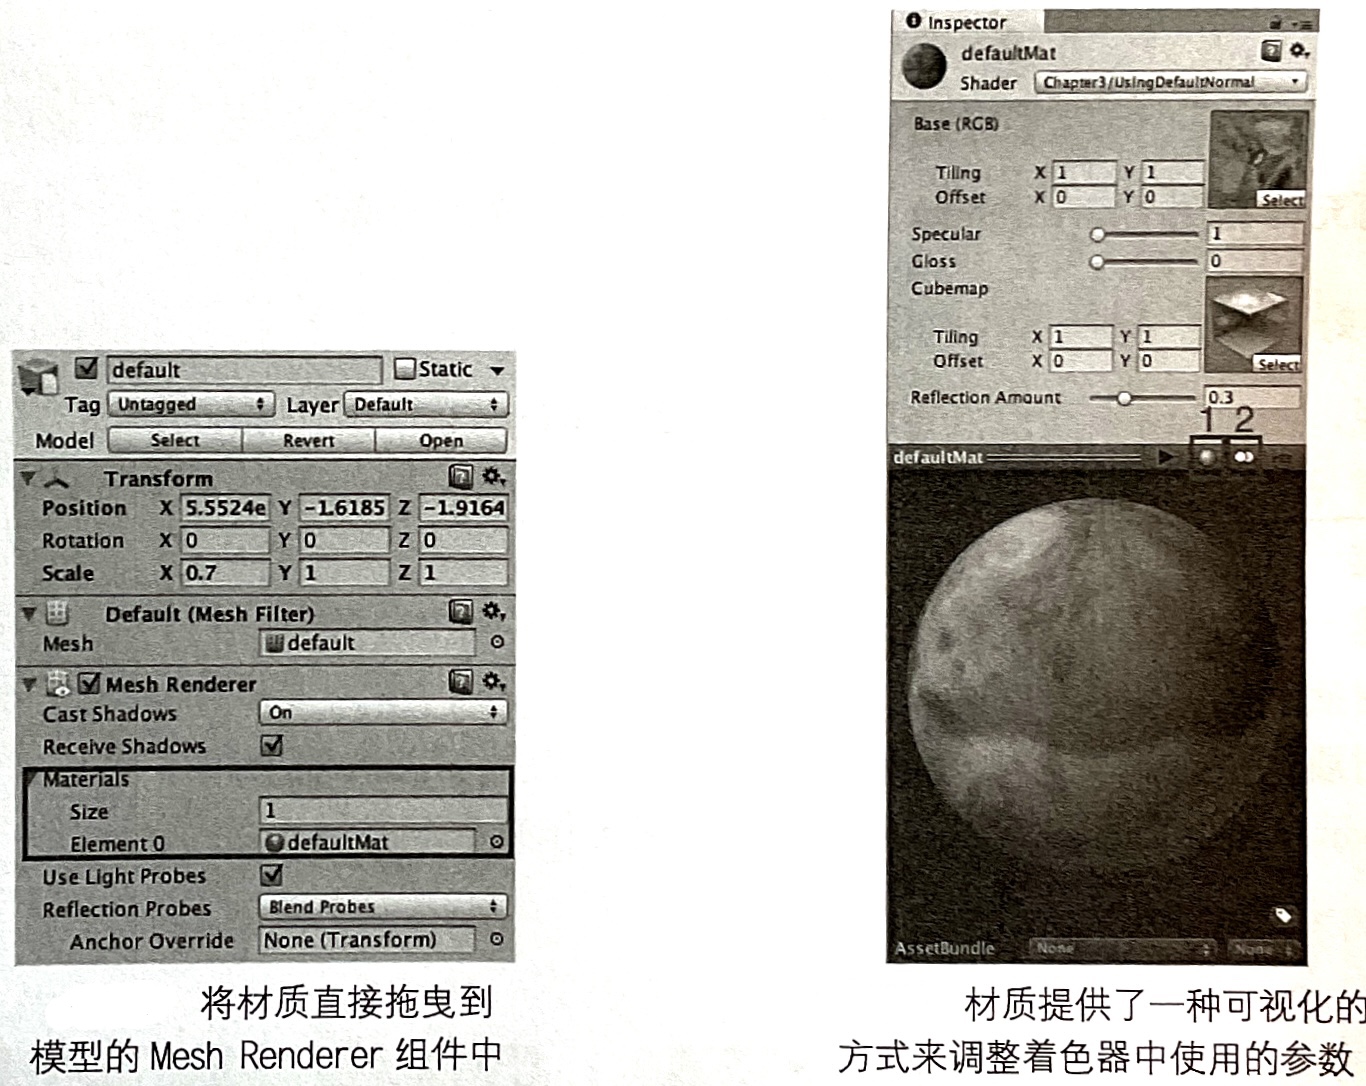 default Static
Tag Untagged Layer Default
Model Select Revert Open
Transform
Position X 5.5524e Y -1.6185 Z -1.9164
Rotation X 0 Y 0 Z 0
Scale X 0.7 Y 1 Z 1
Default (Mesh Filter)
Mesh default
Mesh Renderer
Cast Shadows On
Receive Shadows
Materials
Size 1
Element 0 defaultMat
Use Light Probes
Reflection Probes Blend Probes
Anchor Override None (Transform)
将材质直接拖曳到
模型的 Mesh Renderer 组件中
Inspector
defaultMat
Shader Chapter3/UsingDefaultNormal
Base (RGB)
Tiling X 1 Y 1
Offset X 0 Y 0
Select
Specular 1
Gloss 0
Cubemap
Tiling X 1 Y 1
Offset X 0 Y 0
Select
Reflection Amount 0.3
1 2
defaultMat
AssetBundle None None
材质提供了一种可视化的
方式来调整着色器中使用的参数